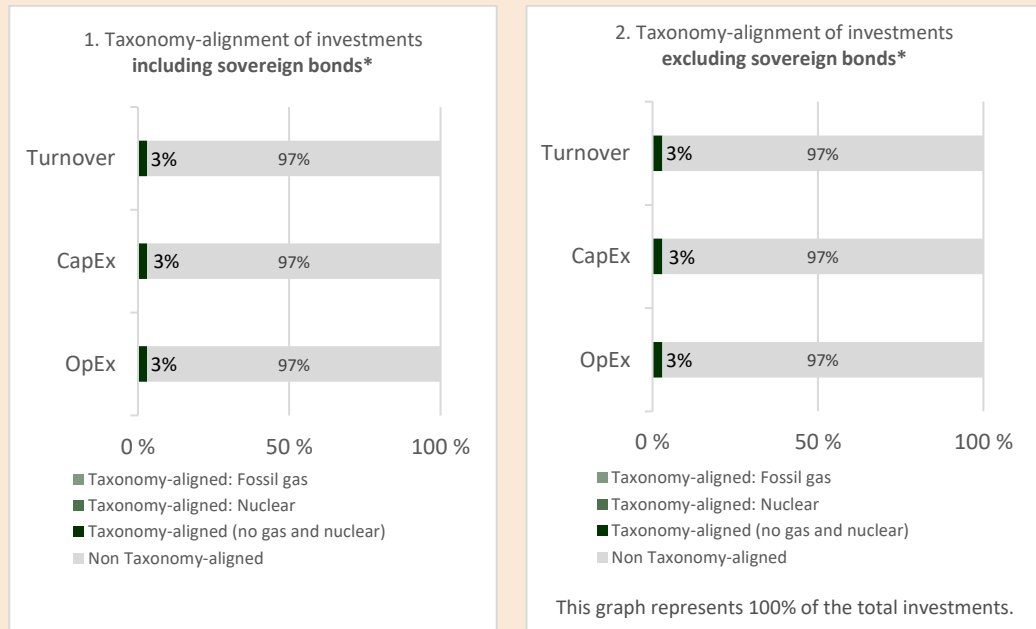 1. Taxonomy-alignment of investments
including sovereign bonds*
Turnover 3% 97%
CapEx 3% 97%
OpEx 3% 97%
0 % 50 % 100 %
Taxonomy-aligned: Fossil gas
Taxonomy-aligned: Nuclear
Taxonomy-aligned (no gas and nuclear)
Non Taxonomy-aligned
2. Taxonomy-alignment of investments
excluding sovereign bonds*
Turnover 3% 97%
CapEx 3% 97%
OpEx 3% 97%
0 % 50 % 100 %
Taxonomy-aligned: Fossil gas
Taxonomy-aligned: Nuclear
Taxonomy-aligned (no gas and nuclear)
Non Taxonomy-aligned
This graph represents 100% of the total investments.